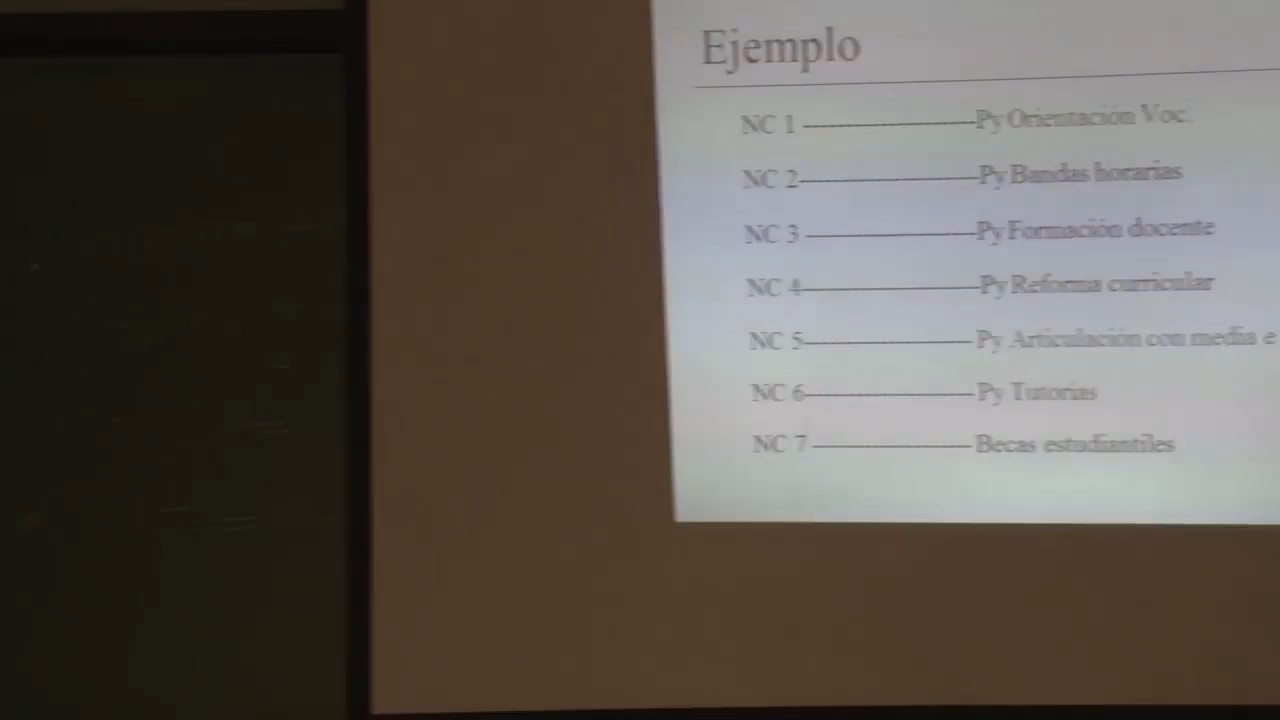 Ejemplo
NC 1 Py Orientación Voc.
NC 2 Py Bandas horarias
NC 3 Py Formación docente
NC 4 Py Reforma curricular
NC 5 Py Articulación con media e
NC 6 Py Tutorias
NC 7 Becas estudiantiles